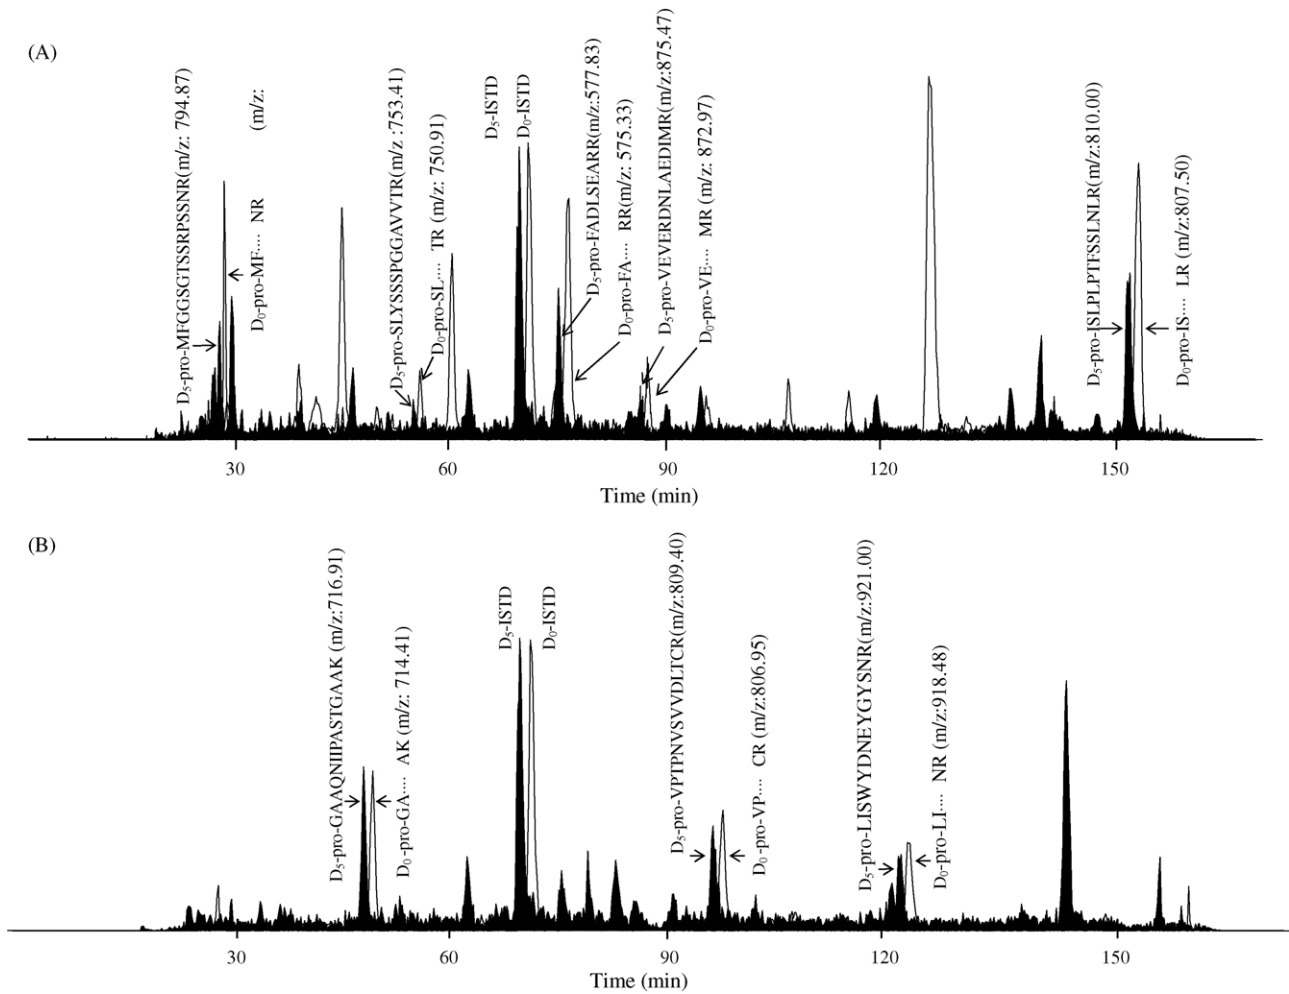 (A)
D₅-pro-MFGGSGTSSRPSSNR(m/z: 794.87)
D₀-pro-MF···· NR (m/z:
D₅-pro-SLYSSSPGAVVTR(m/z :753.41)
D₀-pro-SL···· TR (m/z: 750.91)
D₅-ISTD
D₀-ISTD
D₅-pro-FADLSEARR(m/z:577.83)
D₀-pro-FA···· RR(m/z: 575.33)
D₅-pro-VEVERDNLAEDIMR(m/z:875.47)
D₀-pro-VE···· MR (m/z: 872.97)
D₅-pro-ISLPLPTFSSLNLR(m/z:810.00)
D₀-pro-IS···· LR (m/z:807.50)
30 60 90 120 150
Time (min)
(B)
D₅-pro-GAAQNIIPASTGAAK (m/z:716.91)
D₀-pro-GA···· AK (m/z: 714.41)
D₅-ISTD
D₀-ISTD
D₅-pro-VPTPNVSVVDLTCR(m/z:809.40)
D₀-pro-VP···· CR (m/z:806.95)
D₅-pro-LISWYDNEYGYSNR(m/z:921.00)
D₀-pro-LI···· NR (m/z:918.48)
30 60 90 120 150
Time (min)